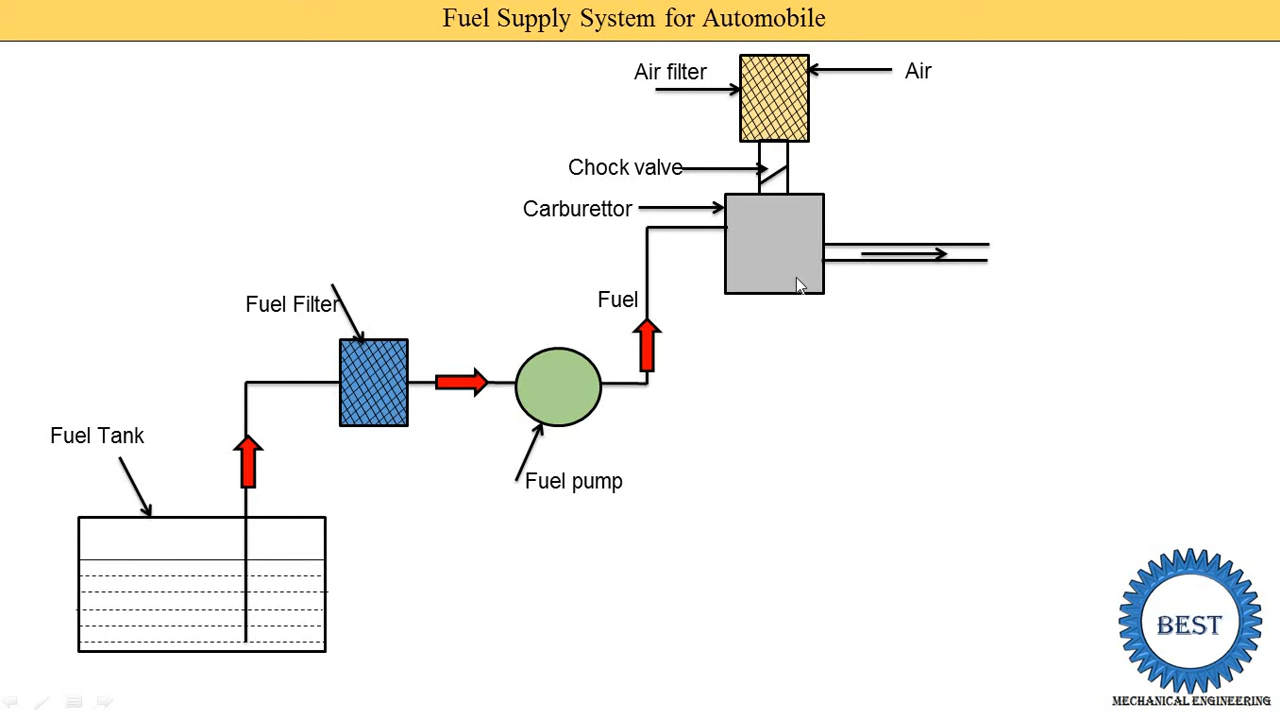 Fuel Supply System for Automobile
Air filter
Air
Chock valve
Carburettor
Fuel
Fuel Filter
Fuel Tank
Fuel pump
BEST
MECHANICAL ENGINEERING